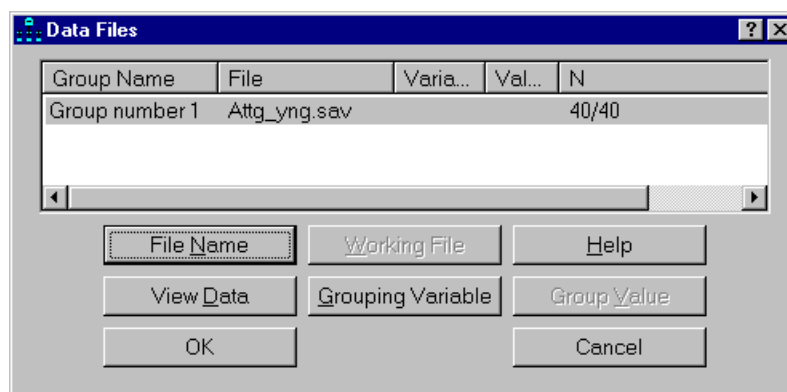 Data Files
Group Name File Varia... Val... N
Group number 1 Attg_yng.sav 40/40
File Name Working File Help
View Data Grouping Variable Group Value
OK Cancel